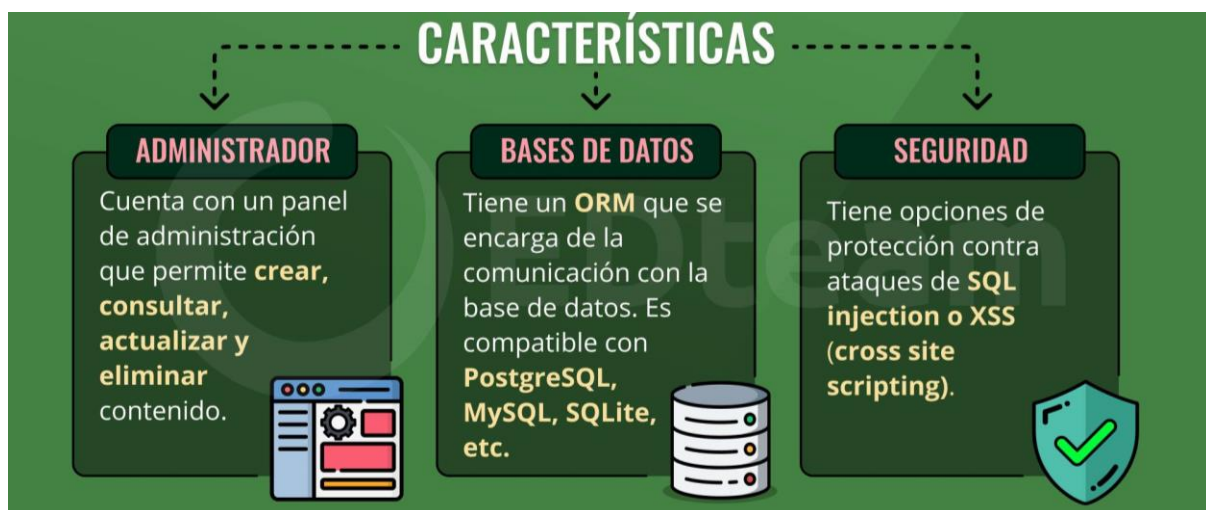 CARACTERÍSTICAS
ADMINISTRADOR
Cuenta con un panel
de administración
que permite crear,
consultar,
actualizar y
eliminar
contenido.
BASES DE DATOS
Tiene un ORM que se
encarga de la
comunicación con la
base de datos. Es
compatible con
PostgreSQL,
MySQL, SQLite,
etc.
SEGURIDAD
Tiene opciones de
protección contra
ataques de SQL
injection o XSS
(cross site
scripting).
EDteam